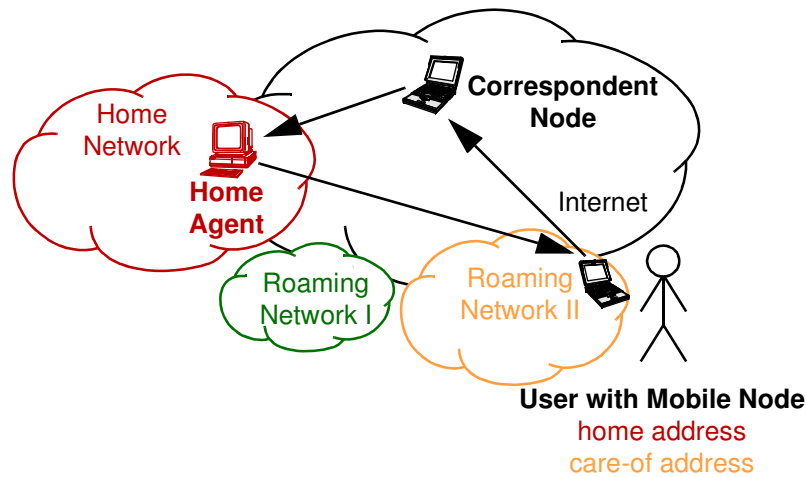 Home
Network
Home
Agent
Correspondent
Node
Internet
Roaming
Network I
Roaming
Network II
User with Mobile Node
home address
care-of address